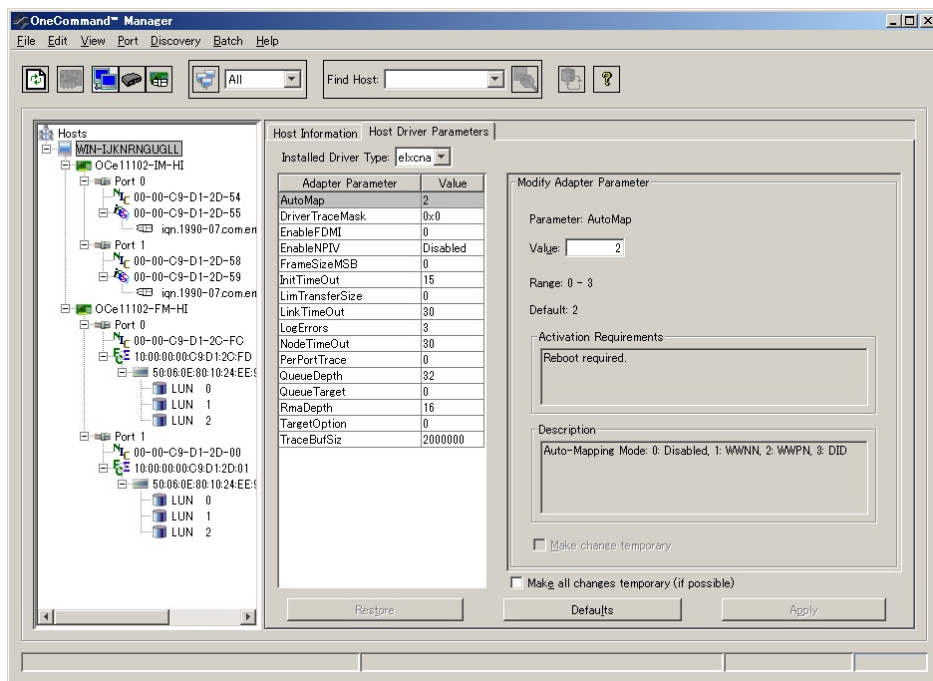 OneCommand™ Manager
File Edit View Port Discovery Batch Help
All
Find Host:
Hosts
WIN-IJKNRNGUGLL
OCe11102-IM-HI
Port 0
NIC 00-00-C9-D1-2D-54
00-00-C9-D1-2D-55
iqn.1990-07.com.em
Port 1
NIC 00-00-C9-D1-2D-58
00-00-C9-D1-2D-59
iqn.1990-07.com.em
OCe11102-FM-HI
Port 0
NIC 00-00-C9-D1-2C-FC
10:00:00:00:C9:D1:2C:FD
50:06:0E:80:10:24:EE:
LUN 0
LUN 1
LUN 2
Port 1
NIC 00-00-C9-D1-2D-00
10:00:00:00:C9:D1:2D:01
50:06:0E:80:10:24:EE:
LUN 0
LUN 1
LUN 2
Host Information Host Driver Parameters
Installed Driver Type: elxcna
Adapter Parameter Value
AutoMap 2
DriverTraceMask 0x0
EnableFDMI 0
EnableNPIV Disabled
FrameSizeMSB 0
InitTimeOut 15
LimTransferSize 0
LinkTimeOut 30
LogErrors 3
NodeTimeOut 30
PerPortTrace 0
QueueDepth 32
QueueTarget 0
RmaDepth 16
TargetOption 0
TraceBufSiz 2000000
Modify Adapter Parameter
Parameter: AutoMap
Value: 2
Range: 0 - 3
Default: 2
Activation Requirements
Reboot required.
Description
Auto-Mapping Mode: 0: Disabled, 1: WWNN, 2: WWPN, 3: DID
Make change temporary
Make all changes temporary (if possible)
Restore Defaults Apply